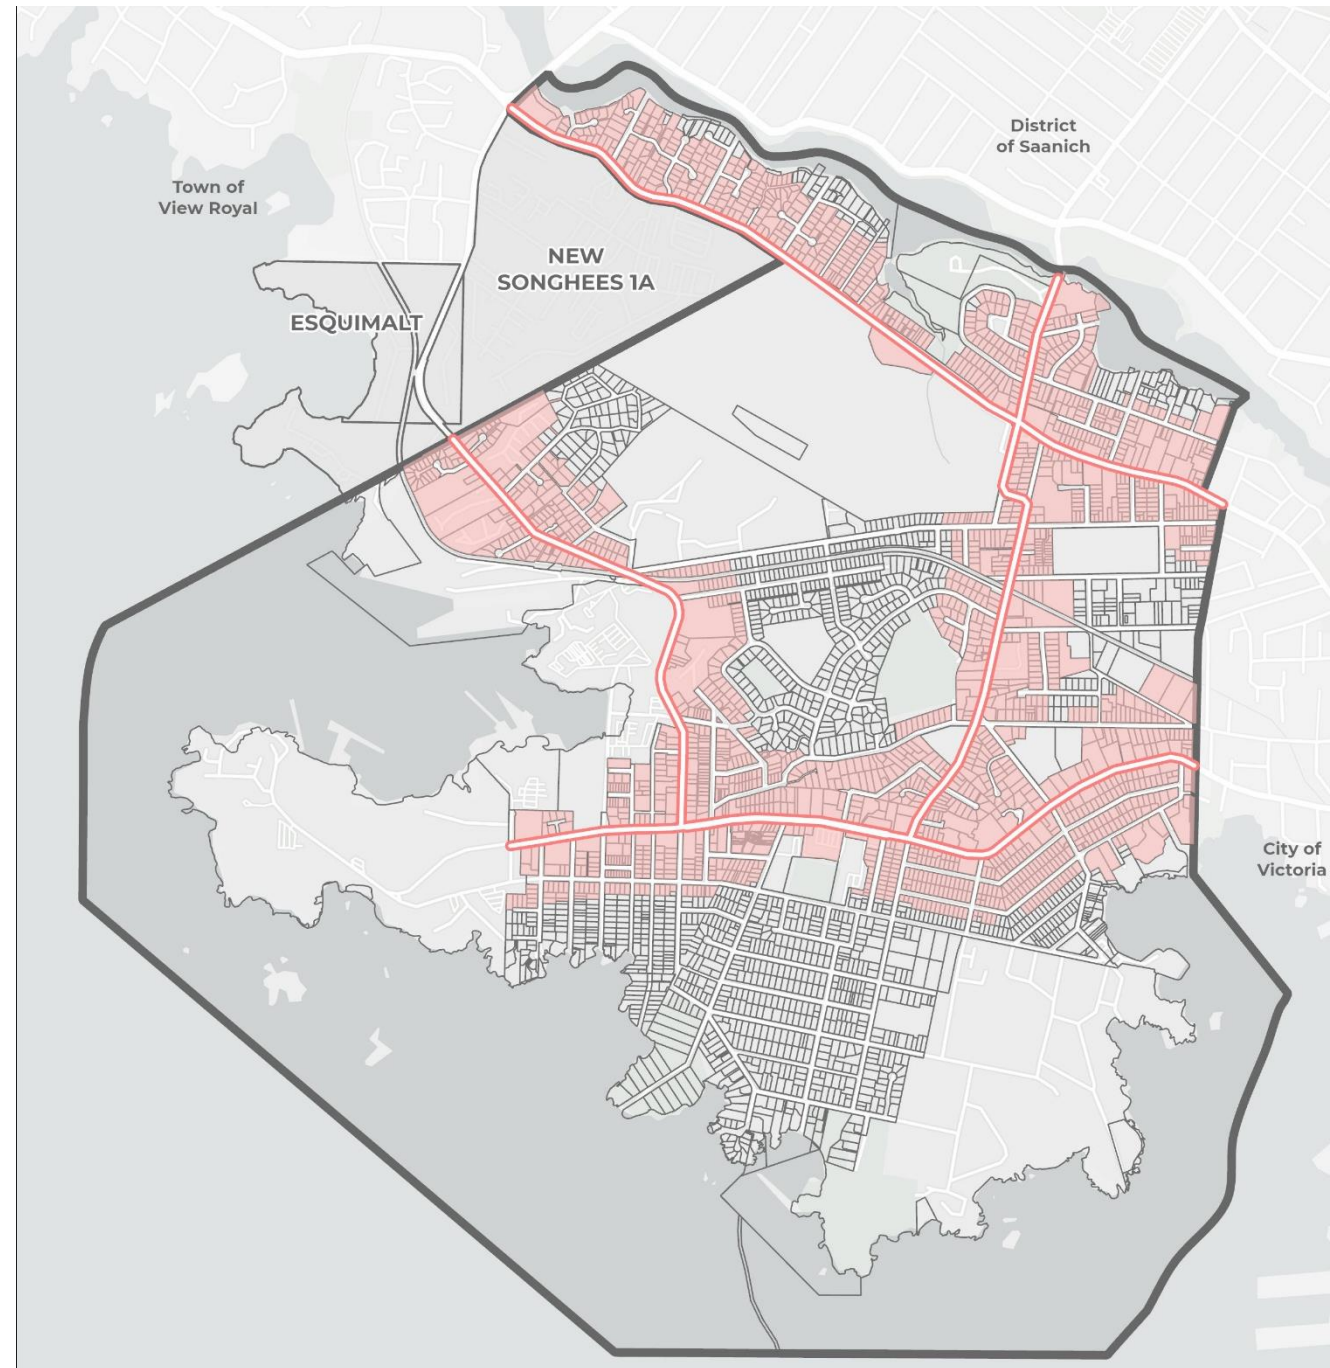 District
of Saanich
Town of
View Royal
NEW
SONGHEES 1A
ESQUIMALT
City of
Victoria